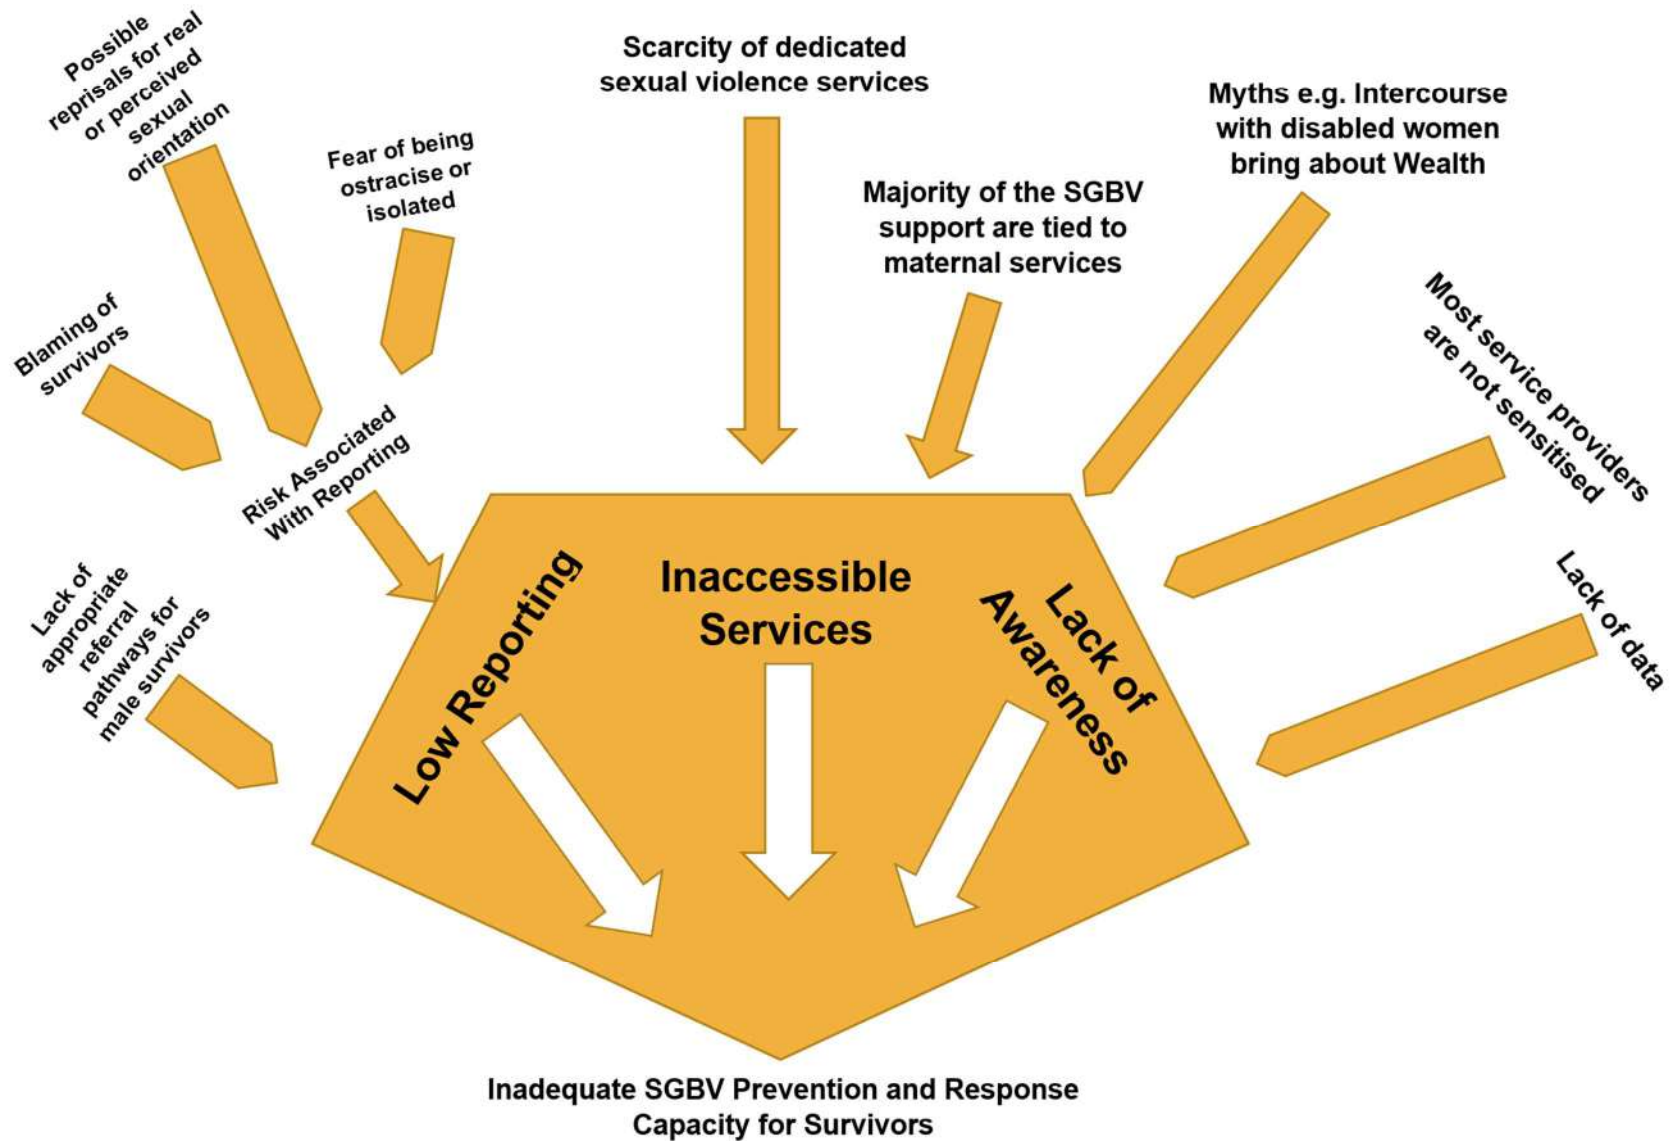 Possible
reprisals for real
or perceived
sexual
orientation
Fear of being
ostracise or
isolated
Scarcity of dedicated
sexual violence services
Majority of the SGBV
support are tied to
maternal services
Myths e.g. Intercourse
with disabled women
bring about Wealth
Most service providers
are not sensitised
Lack of data
Blaming of
survivors
Risk Associated
With Reporting
Lack of
appropriate
referral
pathways for
male survivors
Low Reporting
Inaccessible
Services
Lack of
Awareness
Inadequate SGBV Prevention and Response
Capacity for Survivors